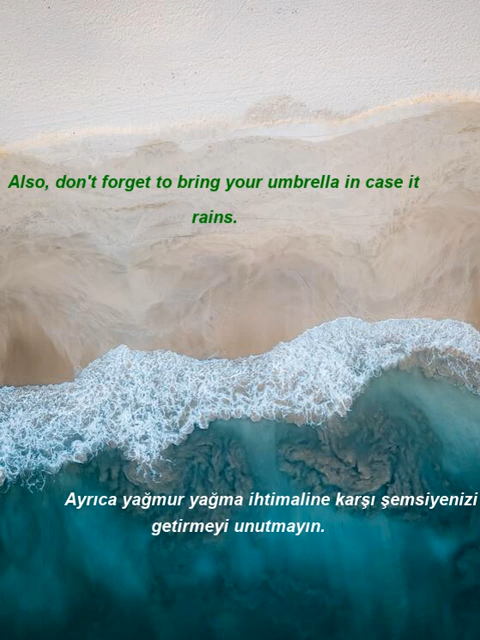 Also, don't forget to bring your umbrella in case it
rains.
Ayrıca yağmur yağma ihtimaline karşı şemsiyenizi
getirmeyi unutmayın.